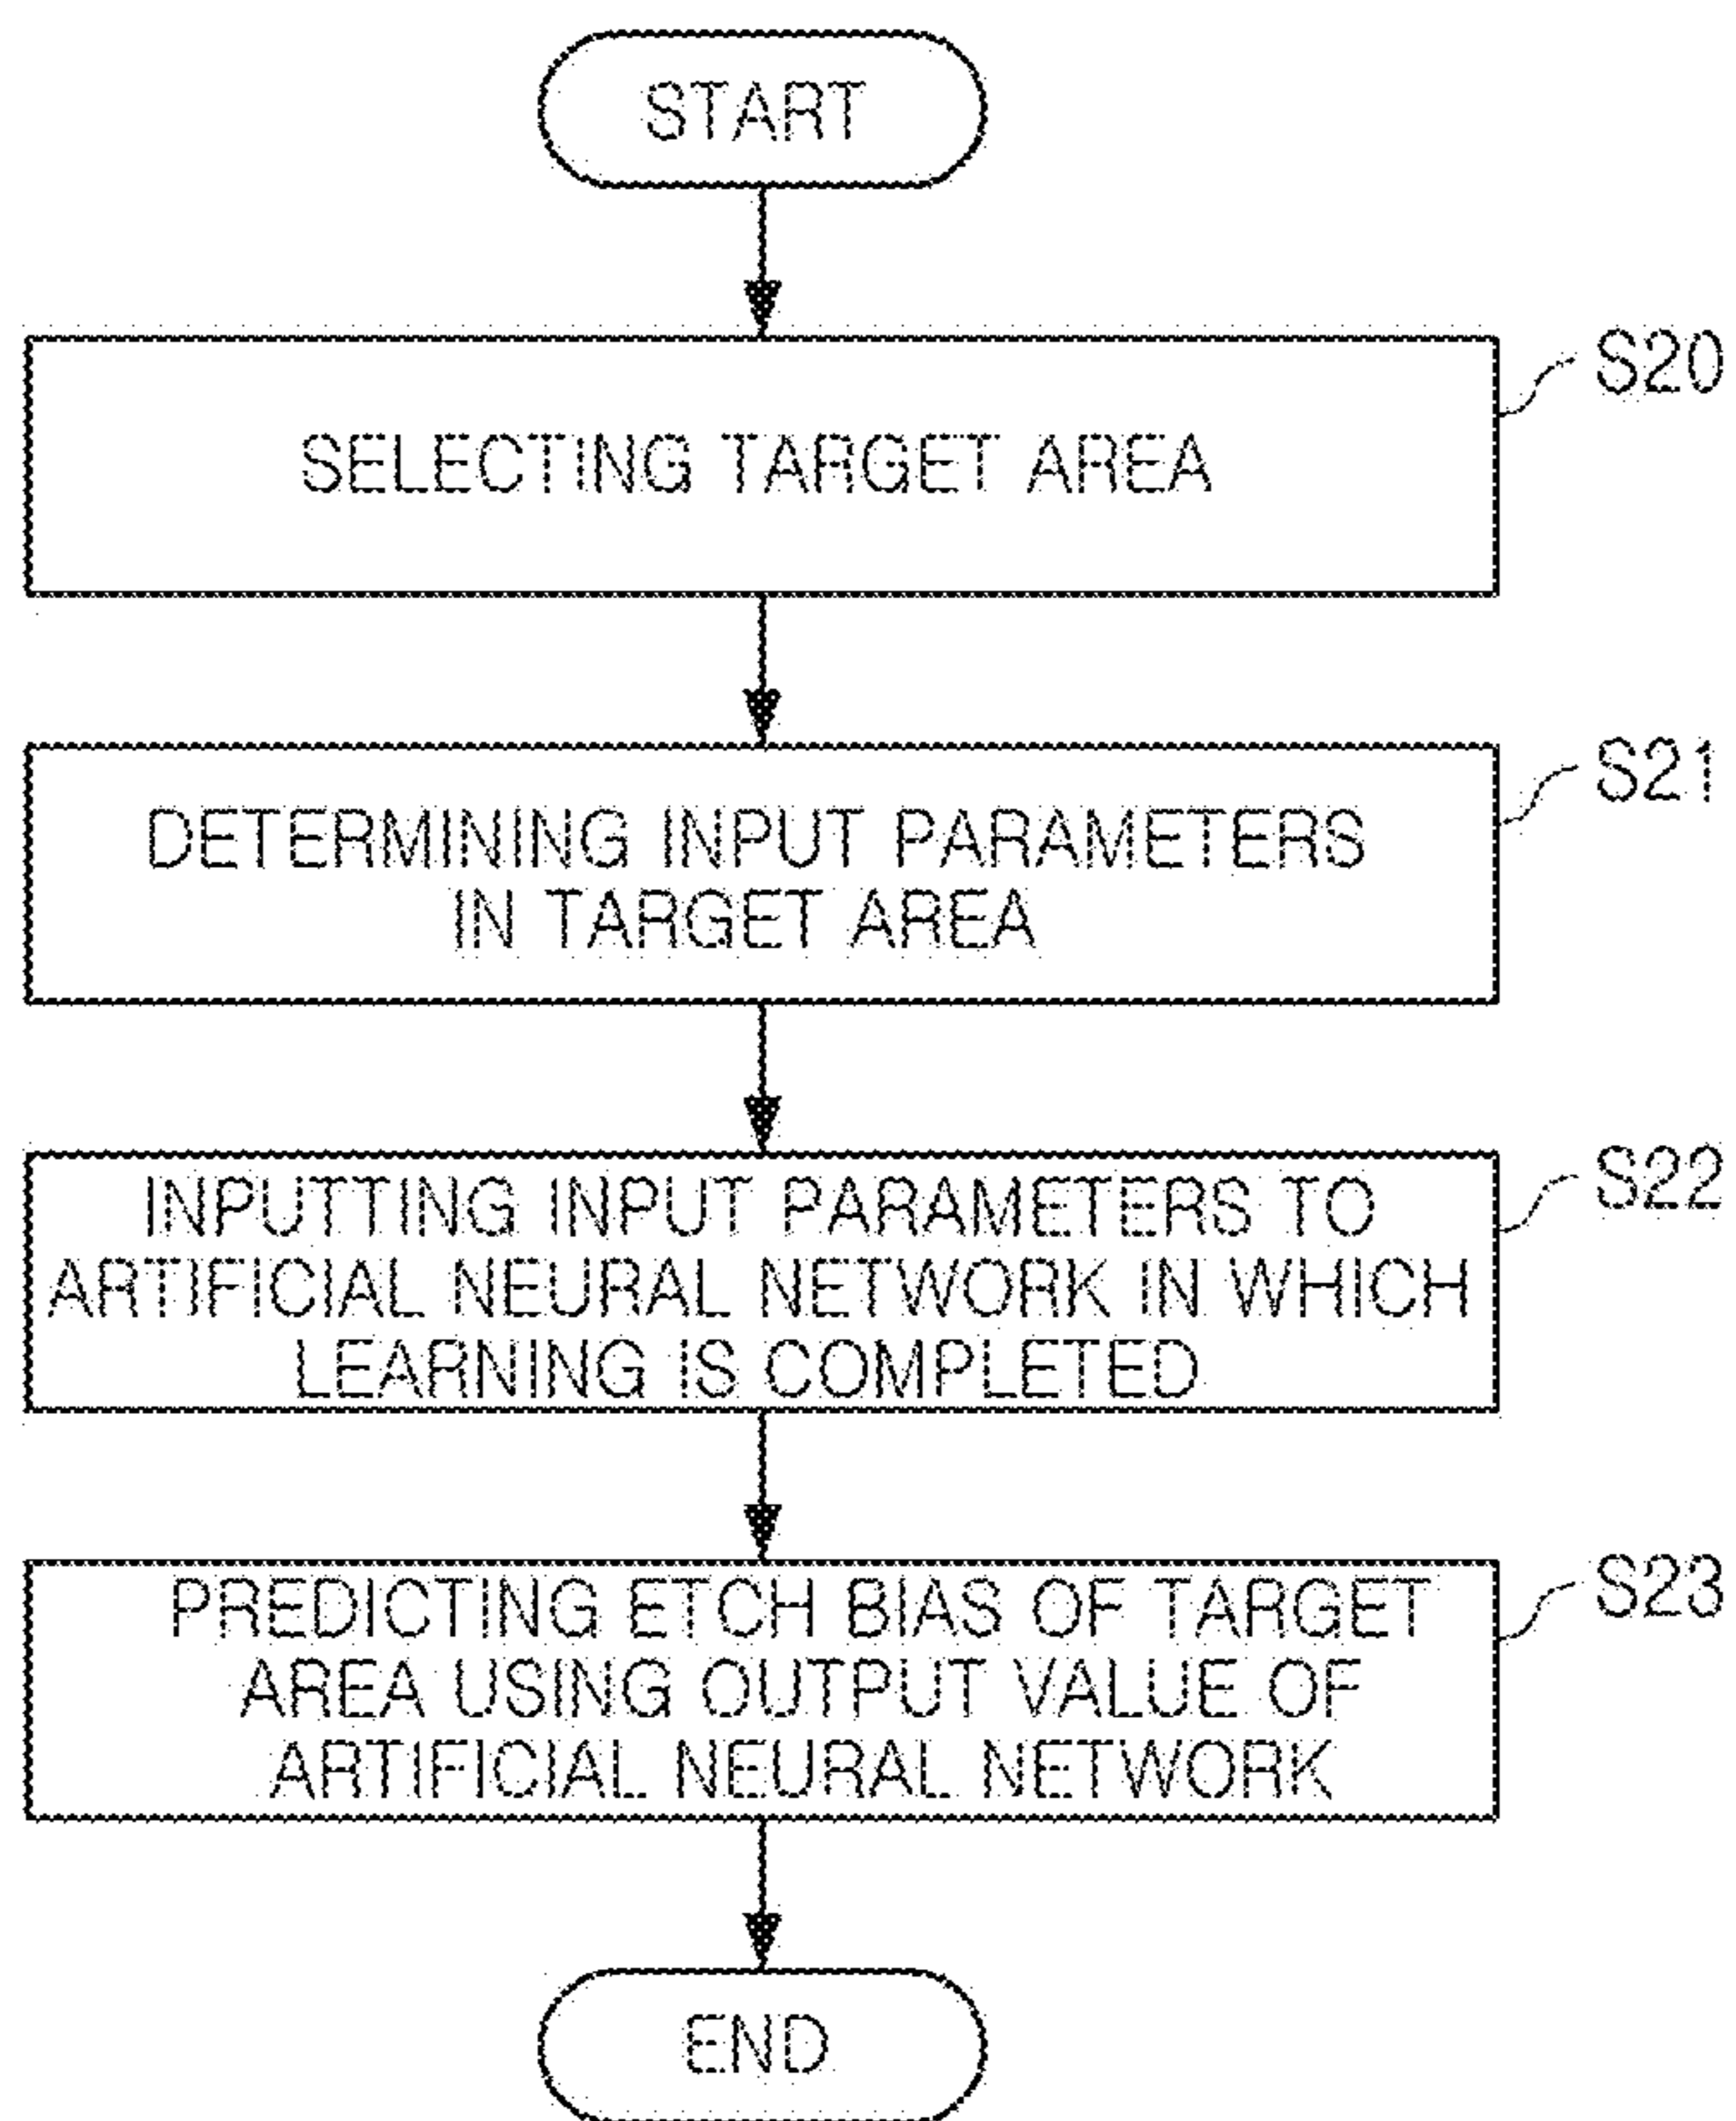 START
S20
SELECTING TARGET AREA
S21
DETERMINING INPUT PARAMETERS
IN TARGET AREA
S22
INPUTTING INPUT PARAMETERS TO
ARTIFICIAL NEURAL NETWORK IN WHICH
LEARNING IS COMPLETED
S23
PREDICTING ETCH BIAS OF TARGET
AREA USING OUTPUT VALUE OF
ARTIFICIAL NEURAL NETWORK
END